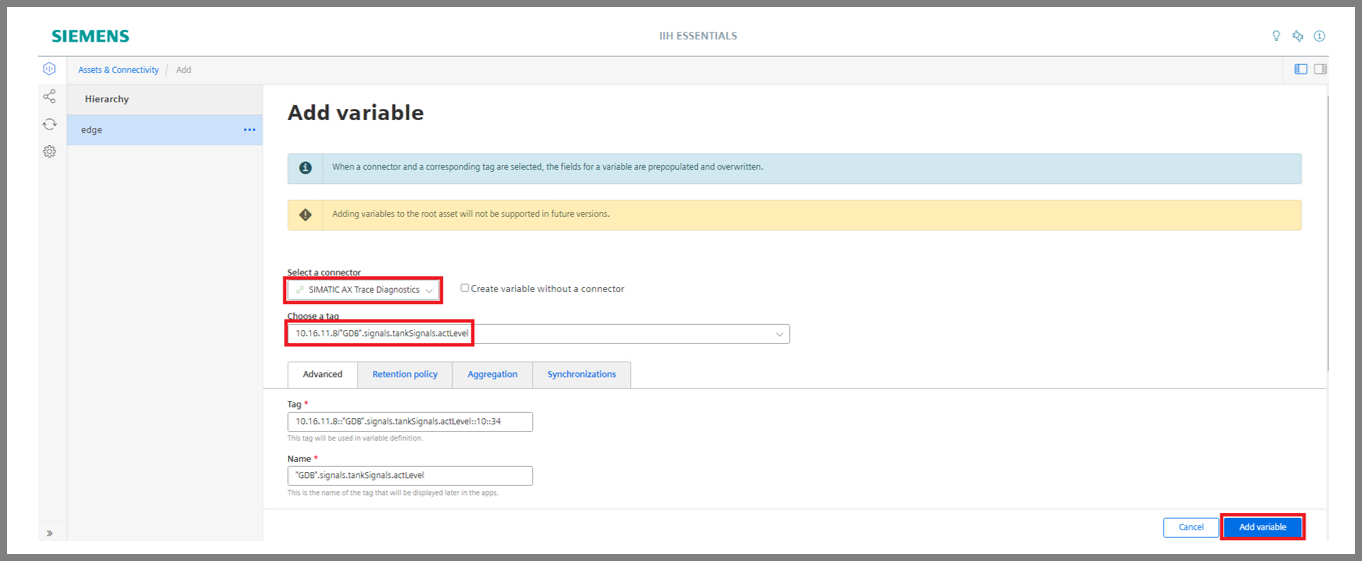 SIEMENS
IIH ESSENTIALS
Assets & Connectivity / Add
Hierarchy
edge
Add variable
When a connector and a corresponding tag are selected, the fields for a variable are prepopulated and overwritten.
Adding variables to the root asset will not be supported in future versions.
Select a connector
SIMATIC AX Trace Diagnostics
Create variable without a connector
Choose a tag
10.16.11.8/"GDB".signals.tankSignals.actLevel
Advanced
Retention policy
Aggregation
Synchronizations
Tag *
10.16.11.8::"GDB".signals.tankSignals.actLevel::10::34
This tag will be used in variable definition.
Name *
"GDB".signals.tankSignals.actLevel
This is the name of the tag that will be displayed later in the apps.
Cancel
Add variable